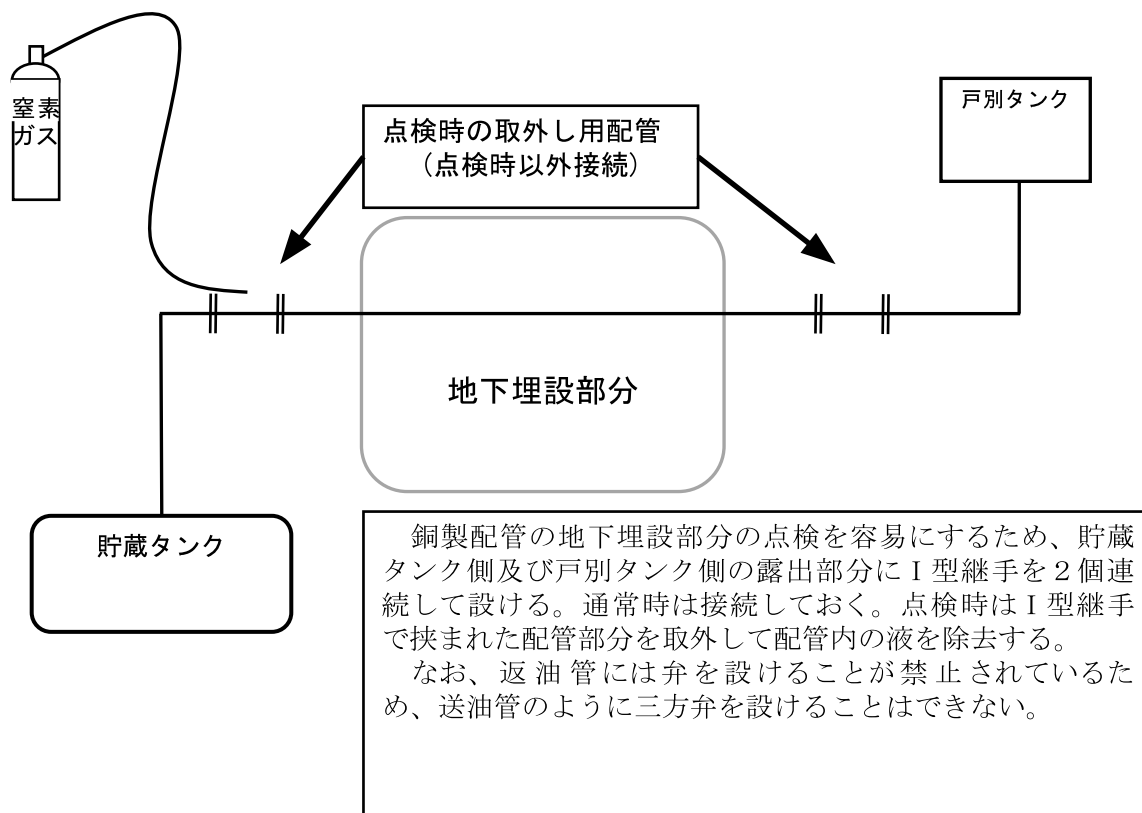 窒素
ガス
点検時の取外し用配管
（点検時以外接続）
戸別タンク
地下埋設部分
貯蔵タンク
銅製配管の地下埋設部分の点検を容易にするため、貯蔵
タンク側及び戸別タンク側の露出部分にＩ型継手を２個連
続して設ける。通常時は接続しておく。点検時はＩ型継手
で挟まれた配管部分を取外して配管内の液を除去する。
なお、返油管には弁を設けることが禁止されているた
め、送油管のように三方弁を設けることはできない。